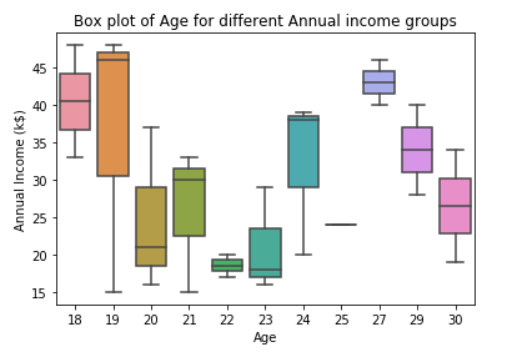 Box plot of Age for different Annual income groups
Annual Income (k$)
45
40
35
30
25
20
15
18 19 20 21 22 23 24 25 27 29 30
Age